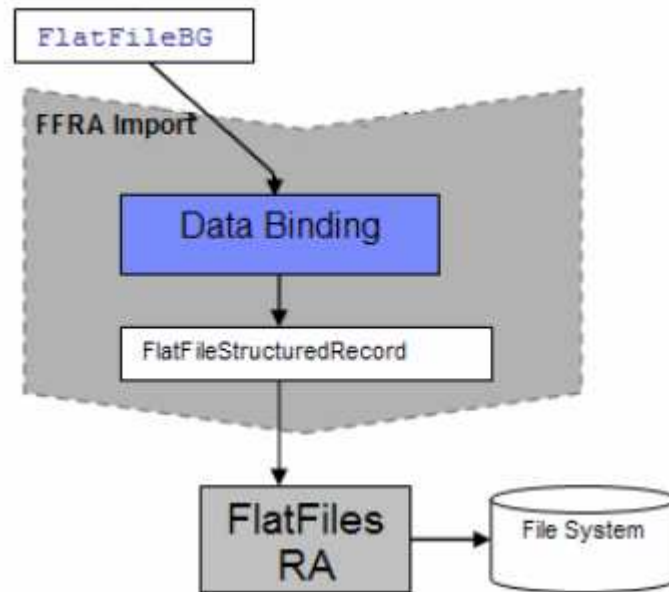 FlatFileBG
FFRA Import
Data Binding
FlatFileStructuredRecord
FlatFiles
RA
File System